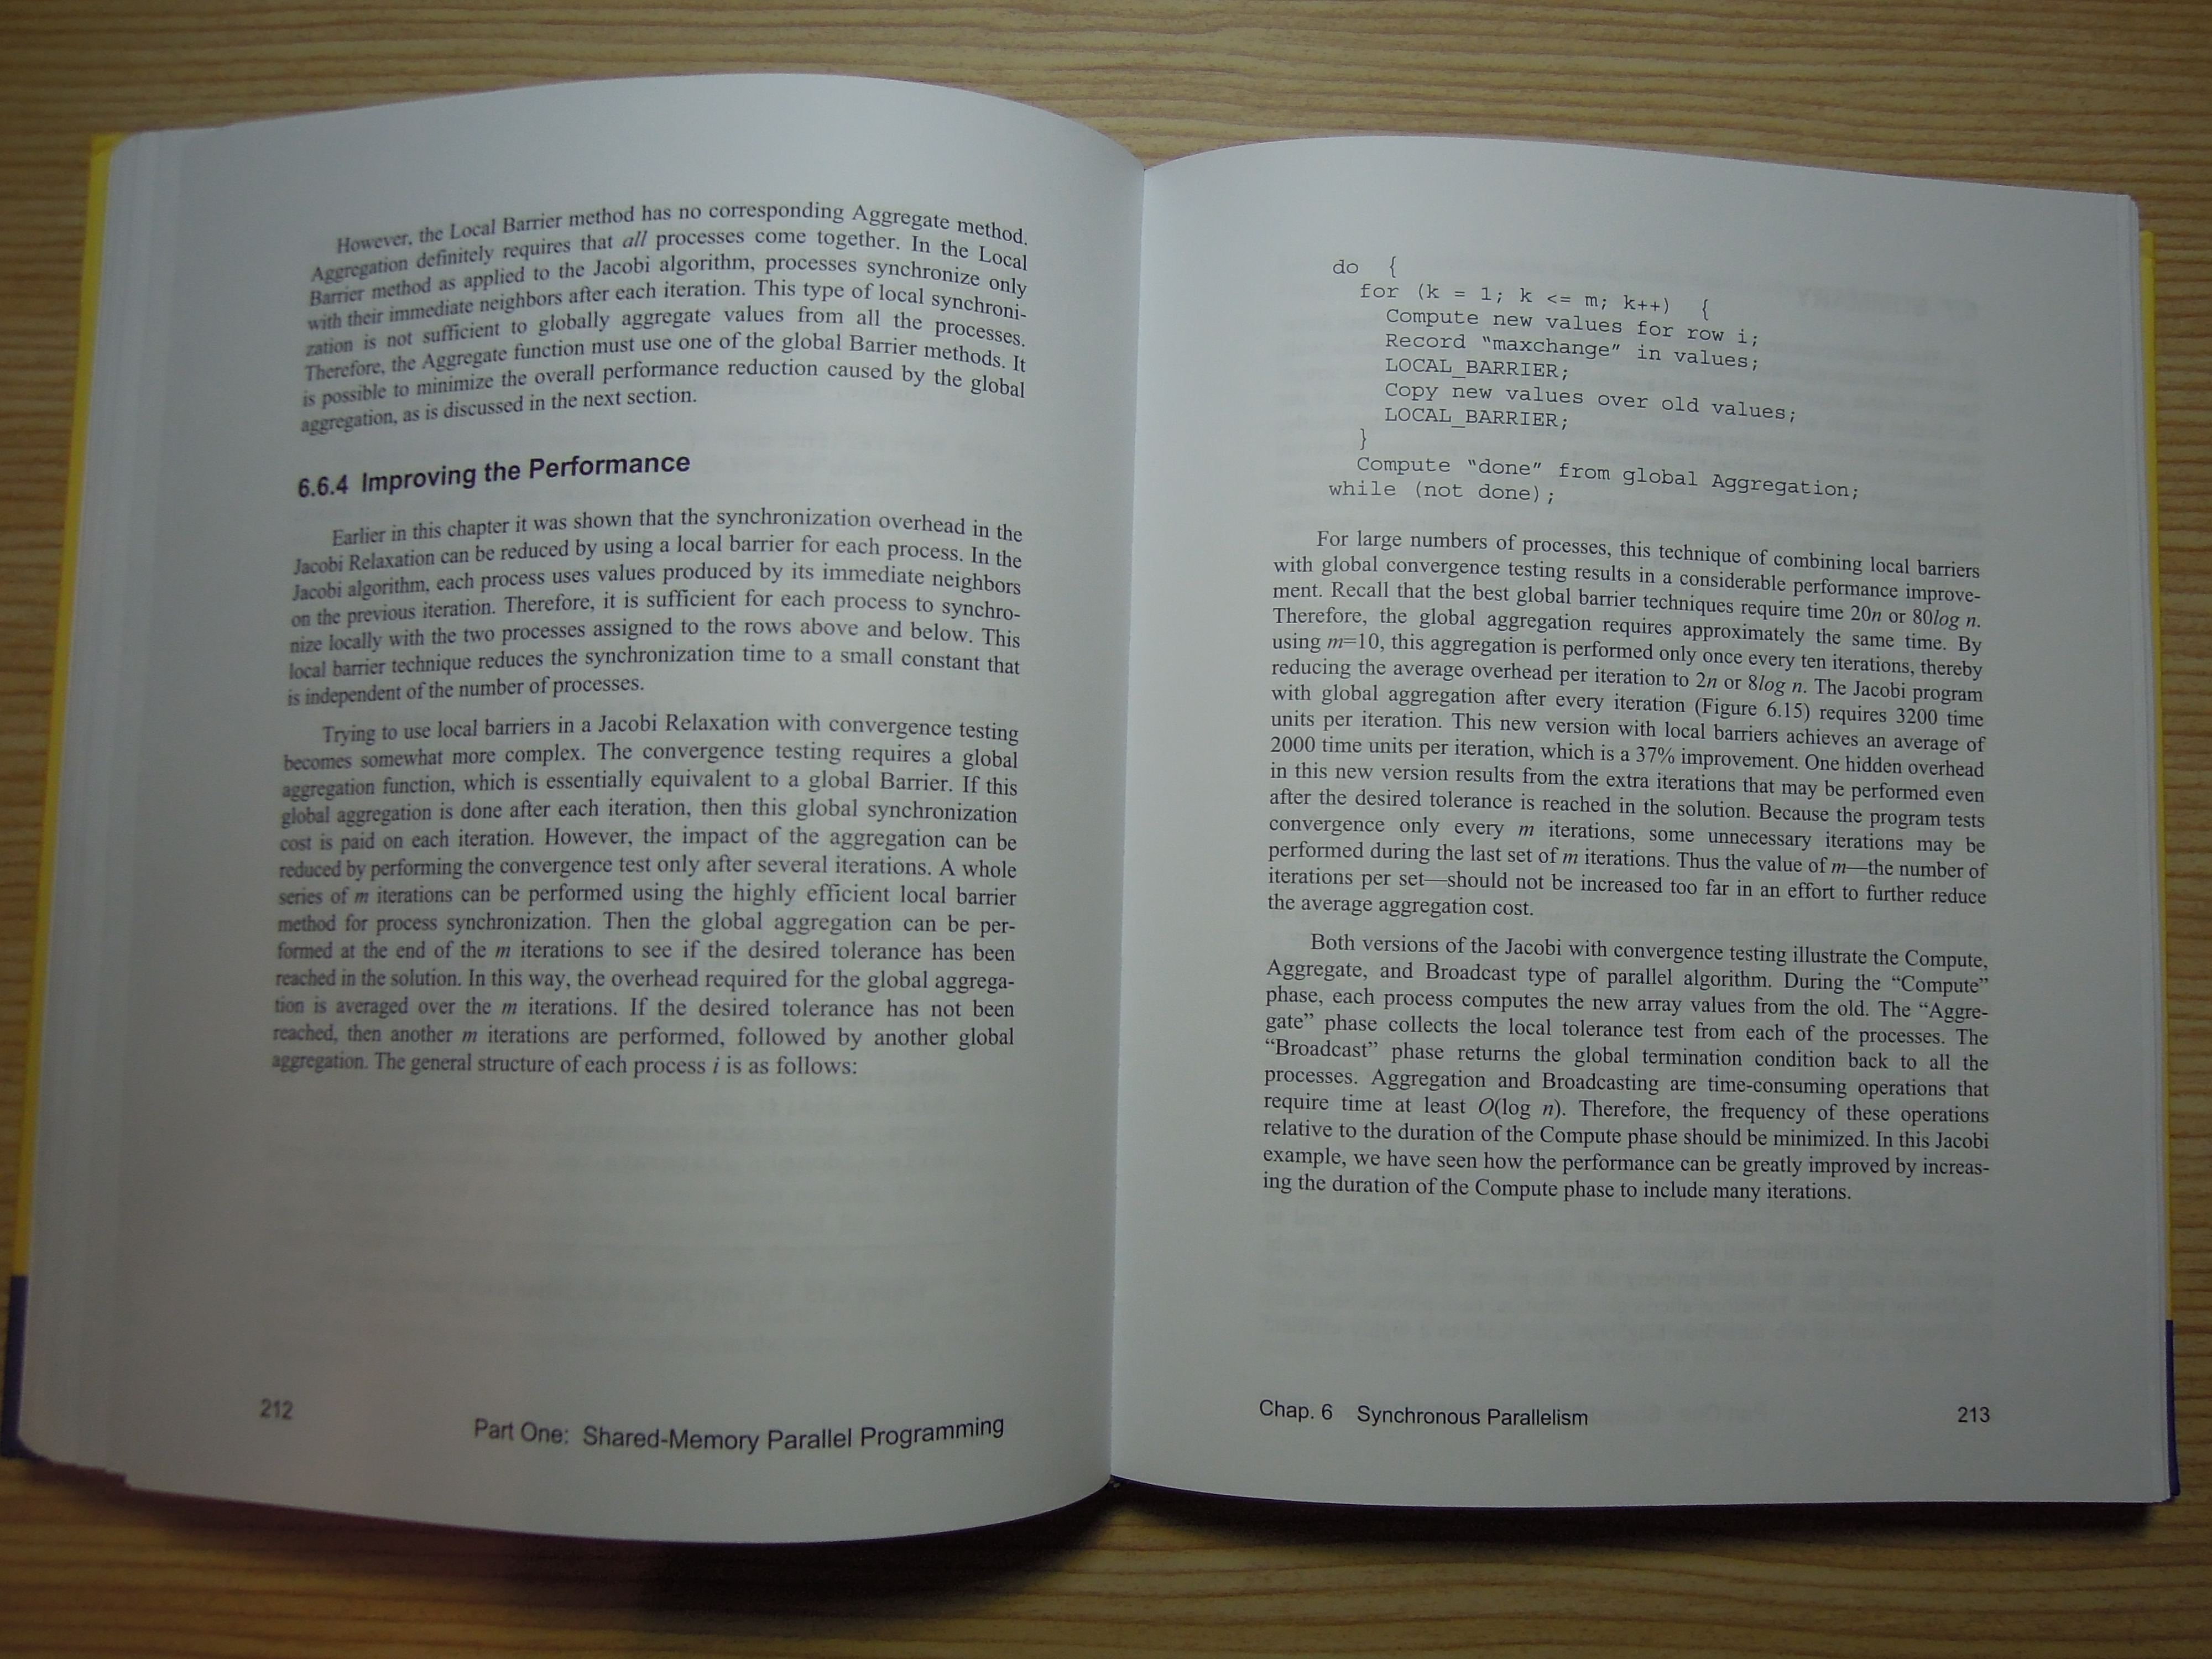 However, the Local Barrier method has no corresponding Aggregate method.
Aggregation definitely requires that all processes come together. In the Local
Barrier method as applied to the Jacobi algorithm, processes synchronize only
with their immediate neighbors after each iteration. This type of local synchroni-
zation is not sufficient to globally aggregate values from all the processes.
Therefore, the Aggregate function must use one of the global Barrier methods. It
is possible to minimize the overall performance reduction caused by the global
aggregation, as is discussed in the next section.
6.6.4 Improving the Performance
Earlier in this chapter it was shown that the synchronization overhead in the
Jacobi Relaxation can be reduced by using a local barrier for each process. In the
Jacobi algorithm, each process uses values produced by its immediate neighbors
on the previous iteration. Therefore, it is sufficient for each process to synchro-
nize locally with the two processes assigned to the rows above and below. This
local barrier technique reduces the synchronization time to a small constant that
is independent of the number of processes.
Trying to use local barriers in a Jacobi Relaxation with convergence testing
becomes somewhat more complex. The convergence testing requires a global
aggregation function, which is essentially equivalent to a global Barrier. If this
global aggregation is done after each iteration, then this global synchronization
cost is paid on each iteration. However, the impact of the aggregation can be
reduced by performing the convergence test only after several iterations. A whole
series of m iterations can be performed using the highly efficient local barrier
method for process synchronization. Then the global aggregation can be per-
formed at the end of the m iterations to see if the desired tolerance has been
reached in the solution. In this way, the overhead required for the global aggrega-
tion is averaged over the m iterations. If the desired tolerance has not been
reached, then another m iterations are performed, followed by another global
aggregation. The general structure of each process i is as follows:
212
Part One: Shared-Memory Parallel Programming
do {
for (k = 1; k <= m; k++) {
Compute new values for row i;
Record "maxchange" in values;
LOCAL_BARRIER;
Copy new values over old values;
LOCAL_BARRIER;
}
Compute "done" from global Aggregation;
while (not done);
For large numbers of processes, this technique of combining local barriers
with global convergence testing results in a considerable performance improve-
ment. Recall that the best global barrier techniques require time 20n or 80log n.
Therefore, the global aggregation requires approximately the same time. By
using m=10, this aggregation is performed only once every ten iterations, thereby
reducing the average overhead per iteration to 2n or 8log n. The Jacobi program
with global aggregation after every iteration (Figure 6.15) requires 3200 time
units per iteration. This new version with local barriers achieves an average of
2000 time units per iteration, which is a 37% improvement. One hidden overhead
in this new version results from the extra iterations that may be performed even
after the desired tolerance is reached in the solution. Because the program tests
convergence only every m iterations, some unnecessary iterations may be
performed during the last set of m iterations. Thus the value of m—the number of
iterations per set—should not be increased too far in an effort to further reduce
the average aggregation cost.
Both versions of the Jacobi with convergence testing illustrate the Compute,
Aggregate, and Broadcast type of parallel algorithm. During the “Compute”
phase, each process computes the new array values from the old. The “Aggre-
gate” phase collects the local tolerance test from each of the processes. The
“Broadcast” phase returns the global termination condition back to all the
processes. Aggregation and Broadcasting are time-consuming operations that
require time at least O(log n). Therefore, the frequency of these operations
relative to the duration of the Compute phase should be minimized. In this Jacobi
example, we have seen how the performance can be greatly improved by increas-
ing the duration of the Compute phase to include many iterations.
Chap. 6 Synchronous Parallelism
213